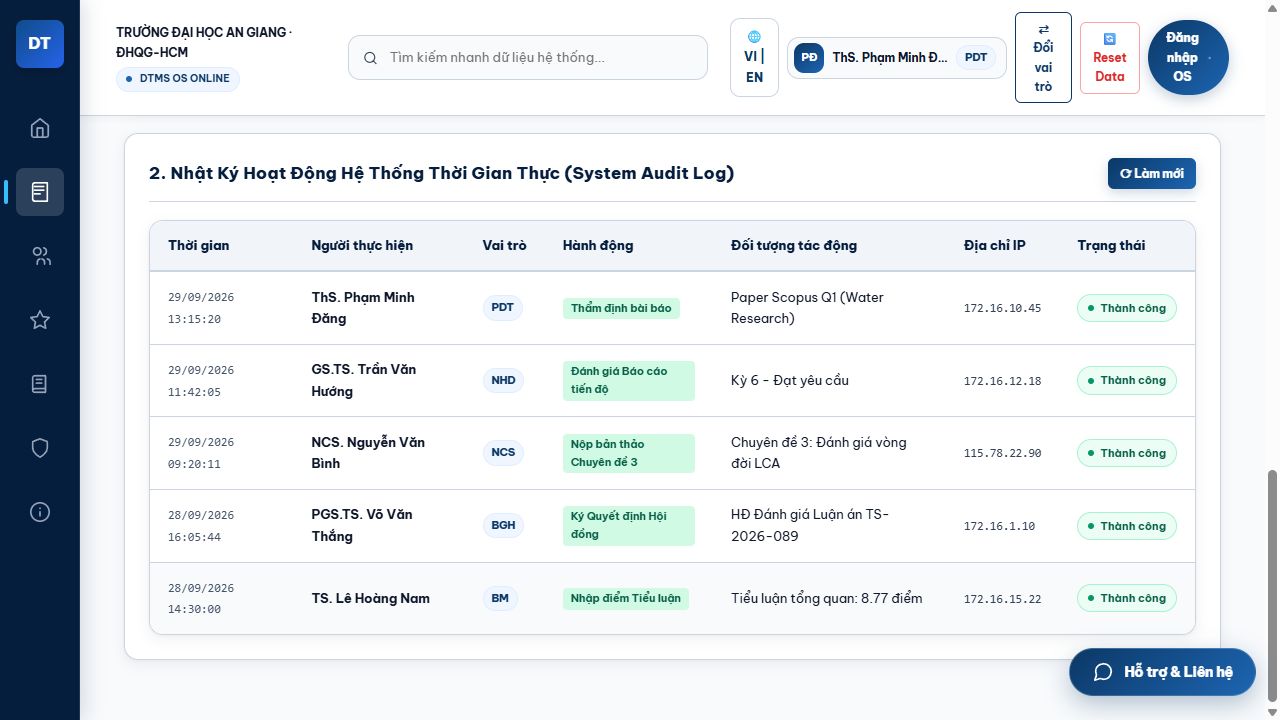 DT
TRƯỜNG ĐẠI HỌC AN GIANG ·
ĐHQG-HCM
DTMS OS ONLINE
Tìm kiếm nhanh dữ liệu hệ thống...
VI |
EN
PĐ
ThS. Phạm Minh Đ...
PDT
⇄
Đổi
vai
trò
Reset
Data
Đăng
nhập
OS
2. Nhật Ký Hoạt Động Hệ Thống Thời Gian Thực (System Audit Log)
Làm mới
Thời gian Người thực hiện Vai trò Hành động Đối tượng tác động Địa chỉ IP Trạng thái
29/09/2026
13:15:20
ThS. Phạm Minh
Đăng
PDT
Thẩm định bài báo
Paper Scopus Q1 (Water
Research)
172.16.10.45
Thành công
29/09/2026
11:42:05
GS.TS. Trần Văn
Hướng
NHD
Đánh giá Báo cáo
tiến độ
Kỳ 6 - Đạt yêu cầu
172.16.12.18
Thành công
29/09/2026
09:20:11
NCS. Nguyễn Văn
Bình
NCS
Nộp bản thảo
Chuyên đề 3
Chuyên đề 3: Đánh giá vòng
đời LCA
115.78.22.90
Thành công
28/09/2026
16:05:44
PGS.TS. Võ Văn
Thắng
BGH
Ký Quyết định Hội
đồng
HĐ Đánh giá Luận án TS-
2026-089
172.16.1.10
Thành công
28/09/2026
14:30:00
TS. Lê Hoàng Nam
BM
Nhập điểm Tiểu luận
Tiểu luận tổng quan: 8.77 điểm
172.16.15.22
Thành công
Hỗ trợ & Liên hệ